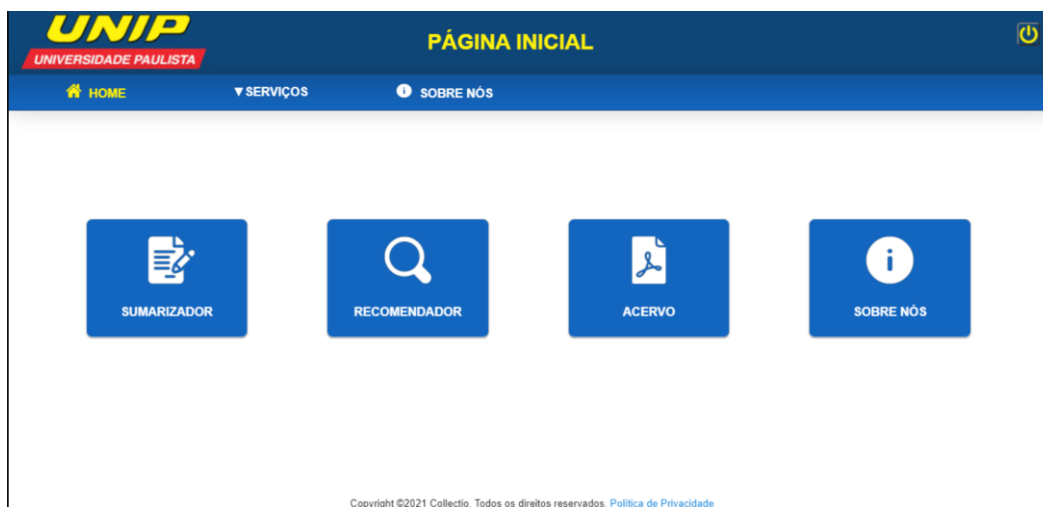 UNIP
UNIVERSIDADE PAULISTA
PÁGINA INICIAL
HOME ▼SERVIÇOS SOBRE NÓS
SUMARIZADOR RECOMENDADOR ACERVO SOBRE NÓS
Copyright ©2021 Collectio. Todos os direitos reservados. Política de Privacidade